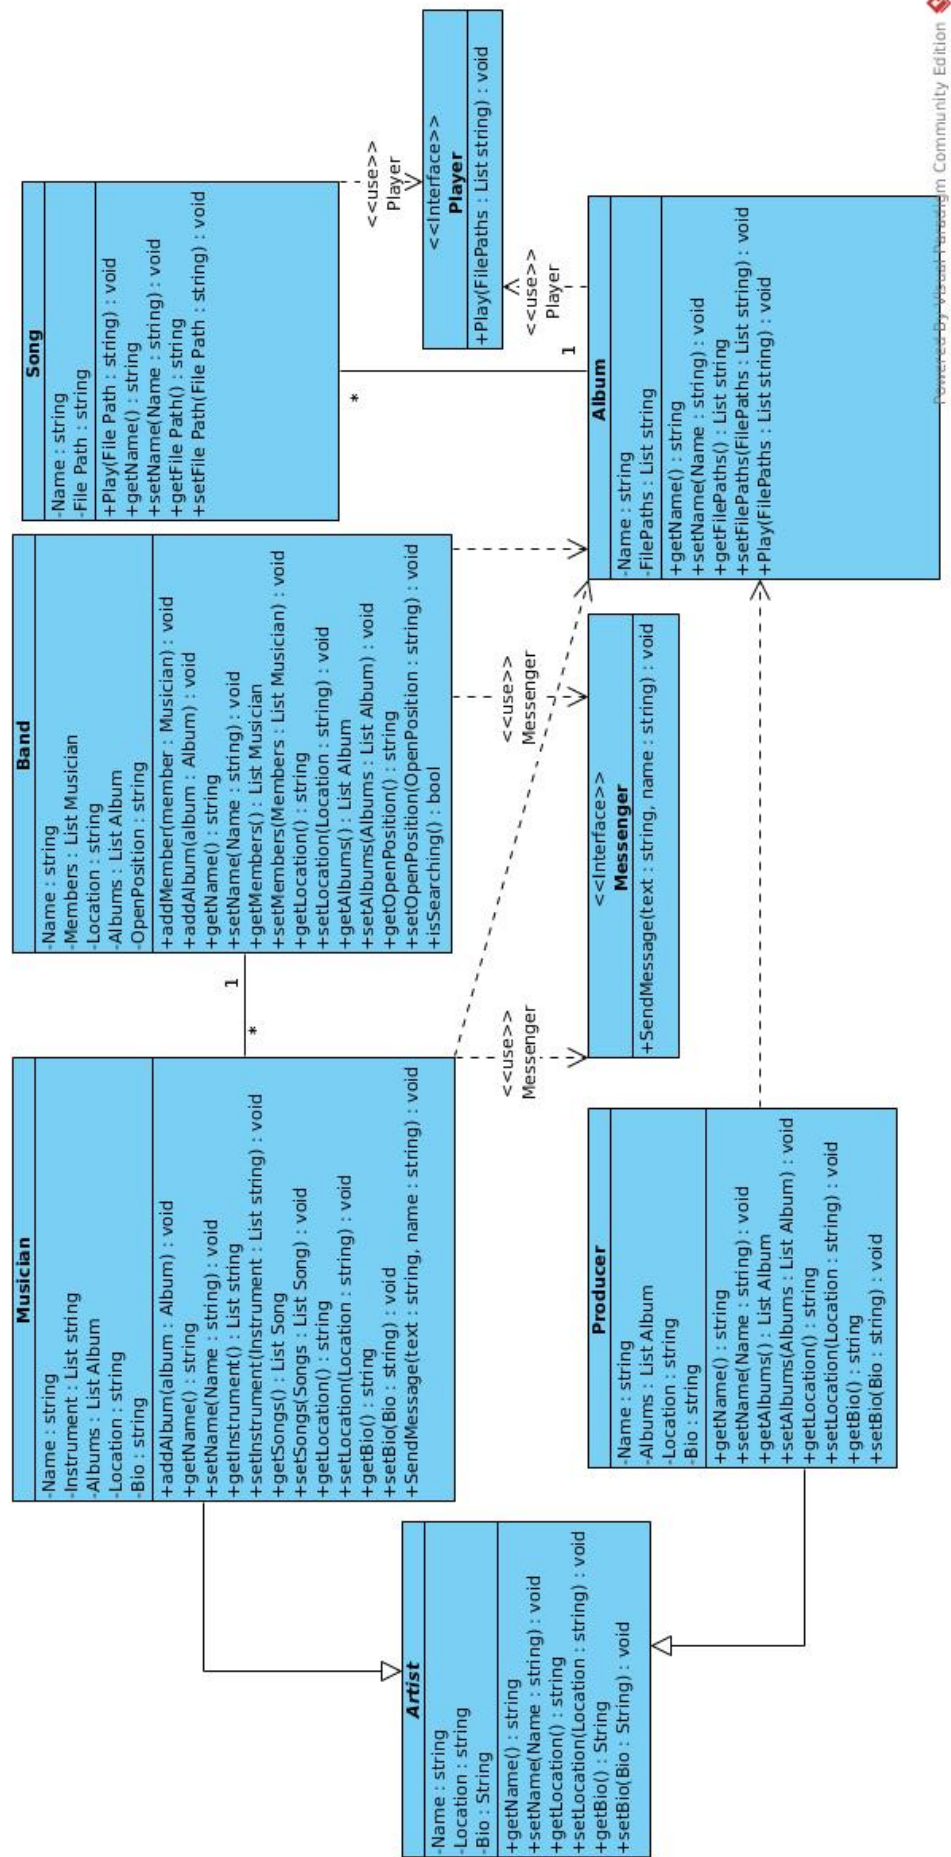 Musician
-Name : string
-Instrument : List string
-Albums : List Album
-Location : string
-Bio : string
+addAlbum(album : Album) : void
+getName() : string
+setName(Name : string) : void
+getInstrument() : List string
+setInstrument(Instrument : List string) : void
+getSongs() : List Song
+setSongs(Songs : List Song) : void
+getLocation() : string
+setLocation(Location : string) : void
+getBio() : string
+setBio(Bio : string) : void
+SendMessage(text : string, name : string) : void
*
1
Band
-Name : string
-Members : List Musician
-Location : string
-Albums : List Album
-OpenPosition : string
+addMember(member : Musician) : void
+addAlbum(album : Album) : void
+getName() : string
+setName(Name : string) : void
+getMembers() : List Musician
+setMembers(Members : List Musician) : void
+getLocation() : string
+setLocation(Location : string) : void
+getAlbums() : List Album
+setAlbums(Albums : List Album) : void
+getOpenPosition() : string
+setOpenPosition(OpenPosition : string) : void
+isSearching() : bool
Song
-Name : string
-File Path : string
+Play(File Path : string) : void
+getName() : string
+setName(Name : string) : void
+getFile Path() : string
+setFile Path(File Path : string) : void
<<use>>
Player
*
1
<<Interface>>
Player
+Play(FilePaths : List string) : void
<<use>>
Player
Artist
-Name : string
-Location : string
-Bio : String
+getName() : string
+setName(Name : string) : void
+getLocation() : string
+setLocation(Location : string) : void
+getBio() : String
+setBio(Bio : String) : void
<<use>>
Messenger
<<use>>
Messenger
Producer
-Name : string
-Albums : List Album
-Location : string
-Bio : string
+getName() : string
+setName(Name : string) : void
+getAlbums() : List Album
+setAlbums(Albums : List Album) : void
+getLocation() : string
+setLocation(Location : string) : void
+getBio() : string
+setBio(Bio : string) : void
<<Interface>>
Messenger
+SendMessage(text : string, name : string) : void
Album
-Name : string
-FilePaths : List string
+getName() : string
+setName(Name : string) : void
+getFilePaths() : List string
+setFilePaths(FilePaths : List string) : void
+Play(FilePaths : List string) : void
Powered By Visual Paradigm Community Edition